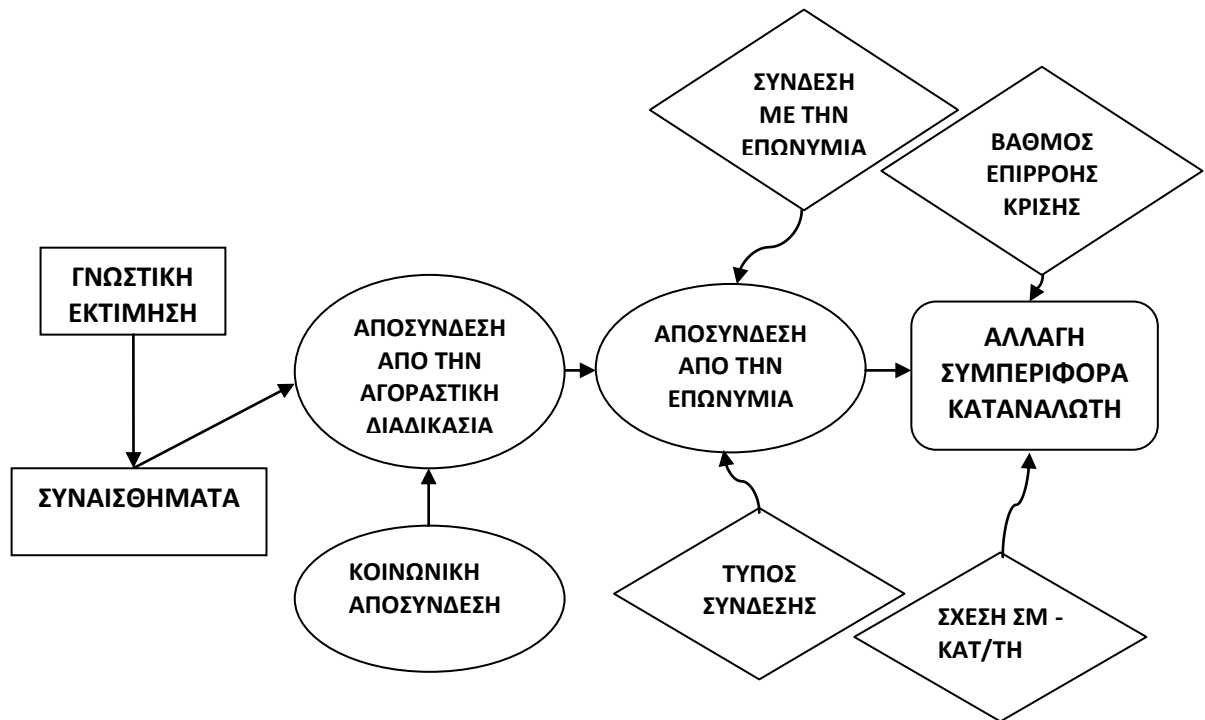 ΣΥΝΔΕΣΗ
ΜΕ ΤΗΝ
ΕΠΩΝΥΜΙΑ
ΒΑΘΜΟΣ
ΕΠΙΡΡΟΗΣ
ΚΡΙΣΗΣ
ΓΝΩΣΤΙΚΗ
ΕΚΤΙΜΗΣΗ
ΑΠΟΣΥΝΔΕΣΗ
ΑΠΟ ΤΗΝ
ΑΓΟΡΑΣΤΙΚΗ
ΔΙΑΔΙΚΑΣΙΑ
ΑΠΟΣΥΝΔΕΣΗ
ΑΠΟ ΤΗΝ
ΕΠΩΝΥΜΙΑ
ΑΛΛΑΓΗ
ΣΥΜΠΕΡΙΦΟΡΑ
ΚΑΤΑΝΑΛΩΤΗ
ΣΥΝΑΙΣΘΗΜΑΤΑ
ΚΟΙΝΩΝΙΚΗ
ΑΠΟΣΥΝΔΕΣΗ
ΤΥΠΟΣ
ΣΥΝΔΕΣΗΣ
ΣΧΕΣΗ ΣΜ -
ΚΑΤ/ΤΗ